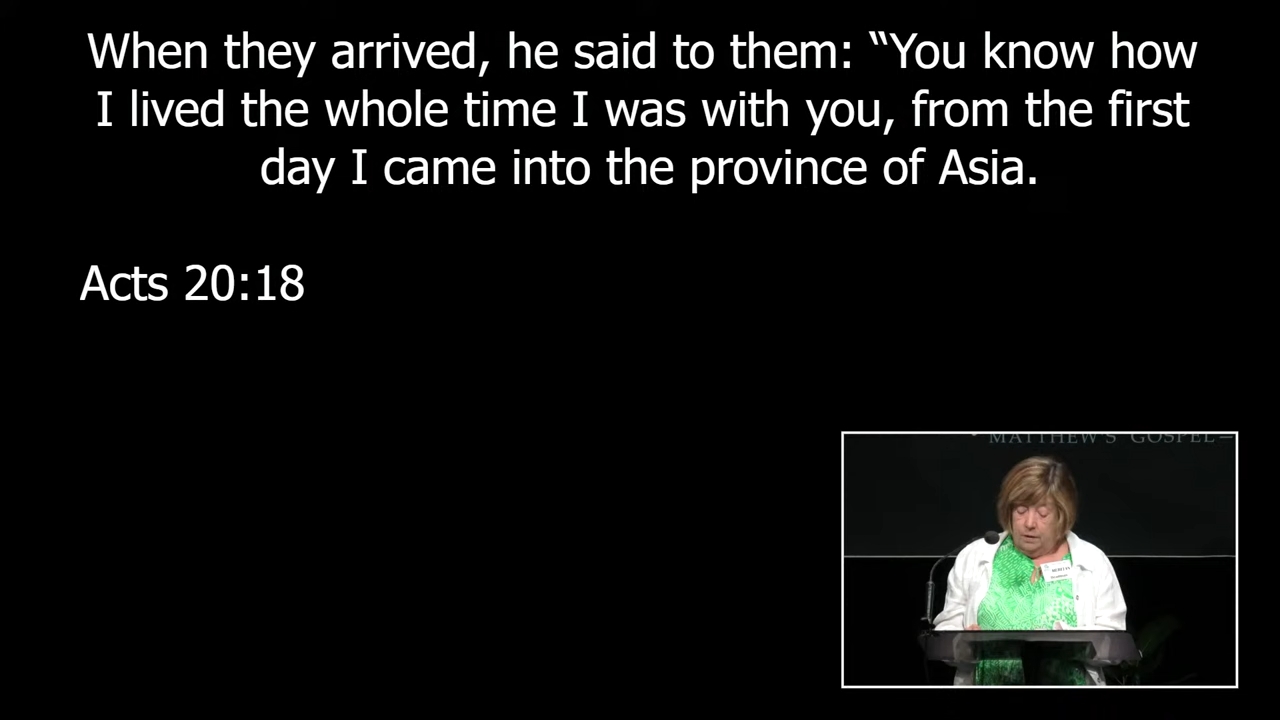 When they arrived, he said to them: “You know how
I lived the whole time I was with you, from the first
day I came into the province of Asia.
Acts 20:18
MATTHEW'S GOSPEL